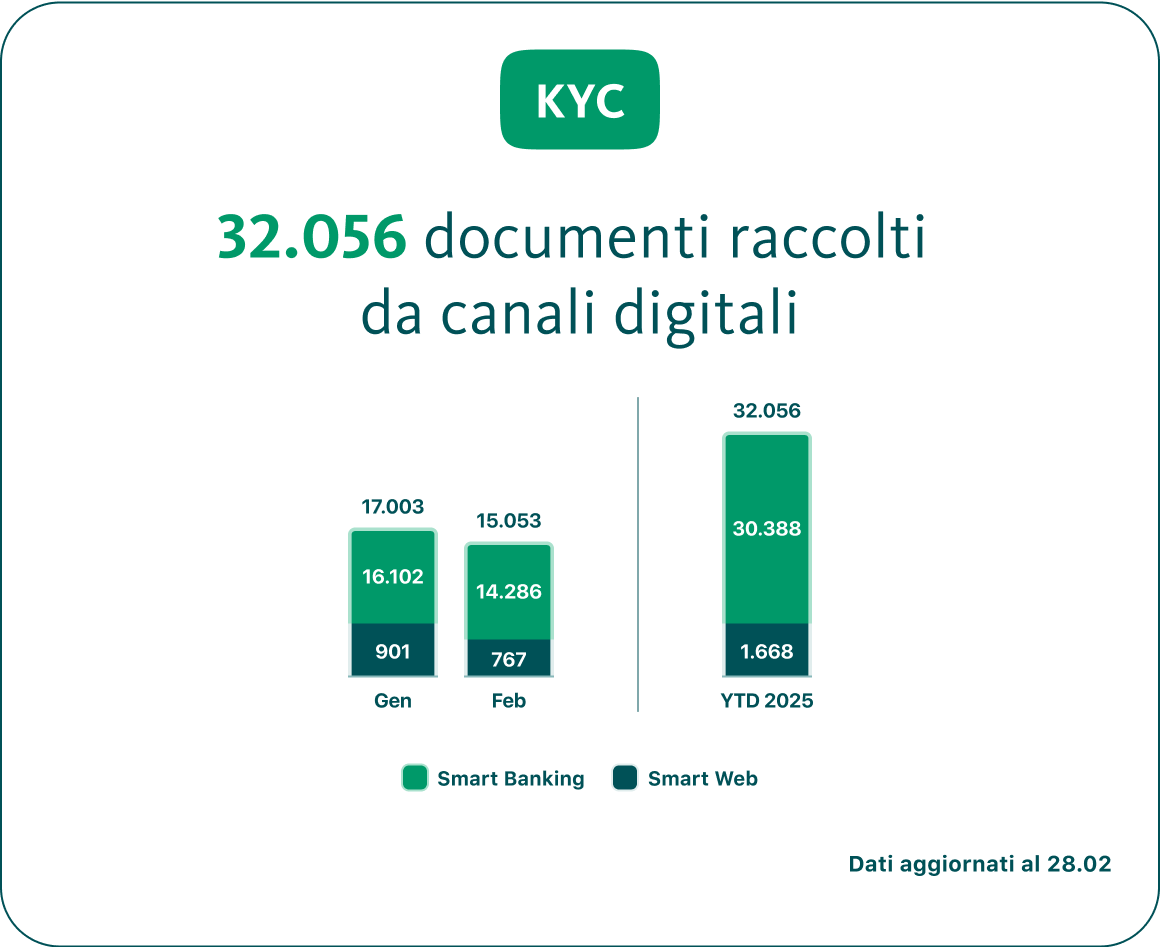 KYC
32.056 documenti raccolti
da canali digitali
32.056
17.003
15.053
30.388
16.102
14.286
901
767
1.668
Gen
Feb
YTD 2025
Smart Banking
Smart Web
Dati aggiornati al 28.02